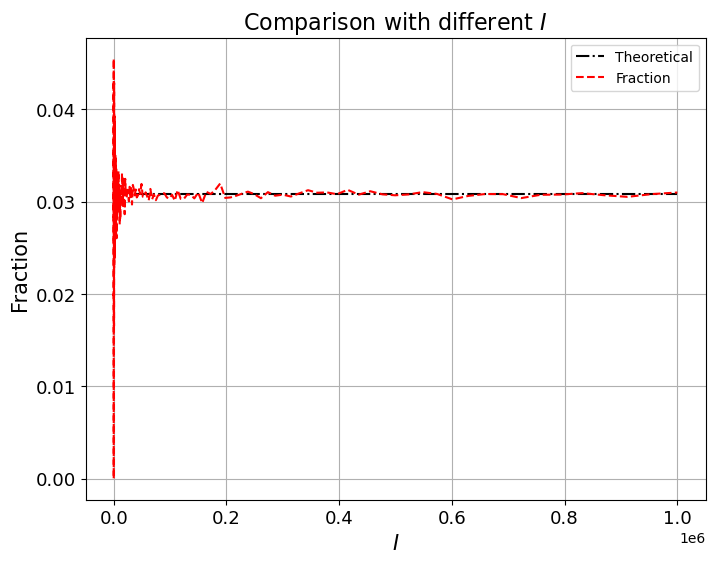 Comparison with different I
Theoretical
Fraction
Fraction
0.04
0.03
0.02
0.01
0.00
0.0 0.2 0.4 0.6 0.8 1.0
1e6
I